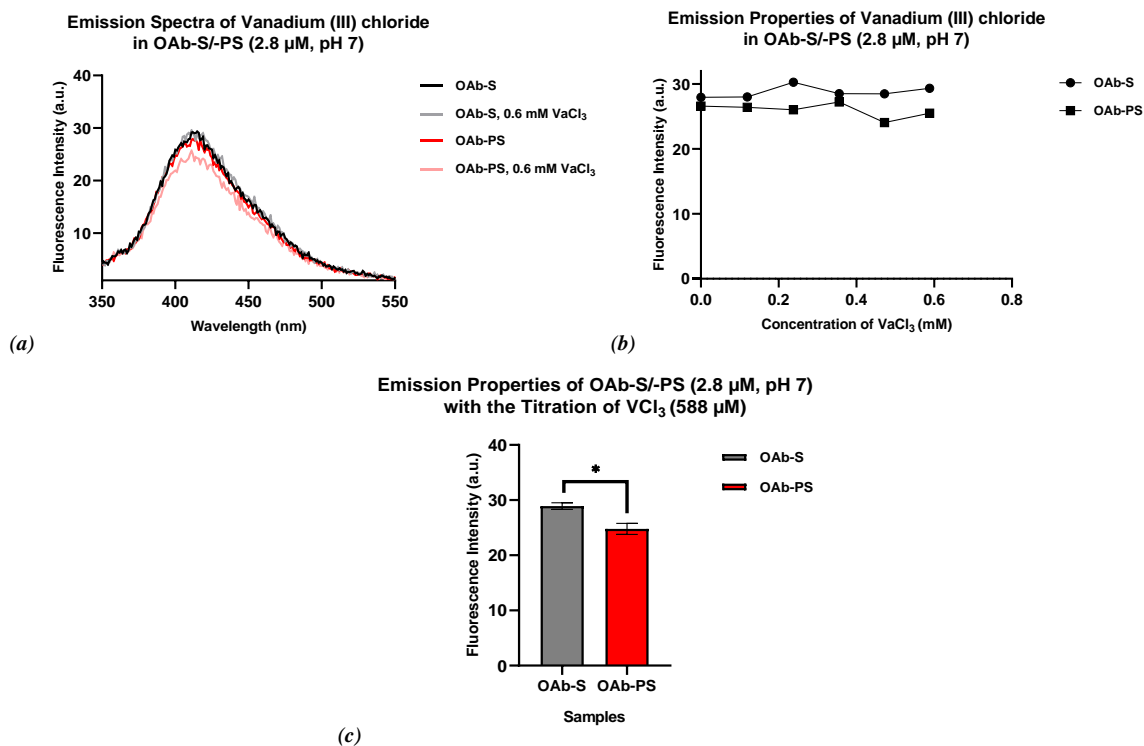 Emission Spectra of Vanadium (III) chloride
in OAb-S/-PS (2.8 µM, pH 7)
Fluorescence Intensity (a.u.)
40
30
20
10
350
400
450
500
550
Wavelength (nm)
OAb-S
OAb-S, 0.6 mM VaCl₃
OAb-PS
OAb-PS, 0.6 mM VaCl₃
(a)
Emission Properties of Vanadium (III) chloride
in OAb-S/-PS (2.8 µM, pH 7)
Fluorescence Intensity (a.u.)
30
20
10
0
0.0
0.2
0.4
0.6
0.8
Concentration of VaCl₃ (mM)
OAb-S
OAb-PS
(b)
Emission Properties of OAb-S/-PS (2.8 µM, pH 7)
with the Titration of VCl₃ (588 µM)
Fluorescence Intensity (a.u.)
40
30
20
10
0
*
OAb-S
OAb-PS
Samples
OAb-S
OAb-PS
(c)